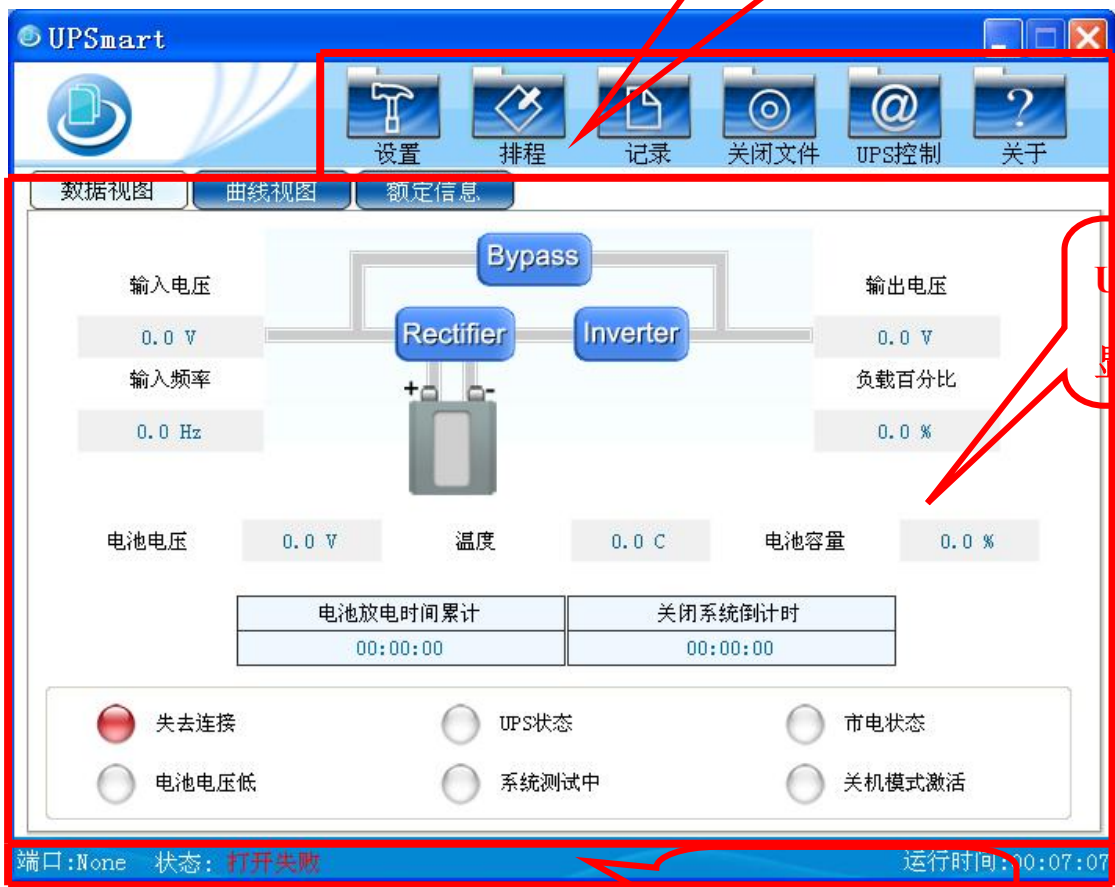 UPSmart
设置 排程 记录 关闭文件 UPS控制 关于
数据视图 曲线视图 额定信息
Bypass
输入电压 输出电压
0.0 V Rectifier Inverter 0.0 V
输入频率 负载百分比
+ -
0.0 Hz 0.0 %
电池电压 0.0 V 温度 0.0 C 电池容量 0.0 %
电池放电时间累计 关闭系统倒计时
00:00:00 00:00:00
失去连接 UPS状态 市电状态
电池电压低 系统测试中 关机模式激活
端口:None 状态: 打开失败 运行时间:00:07:07